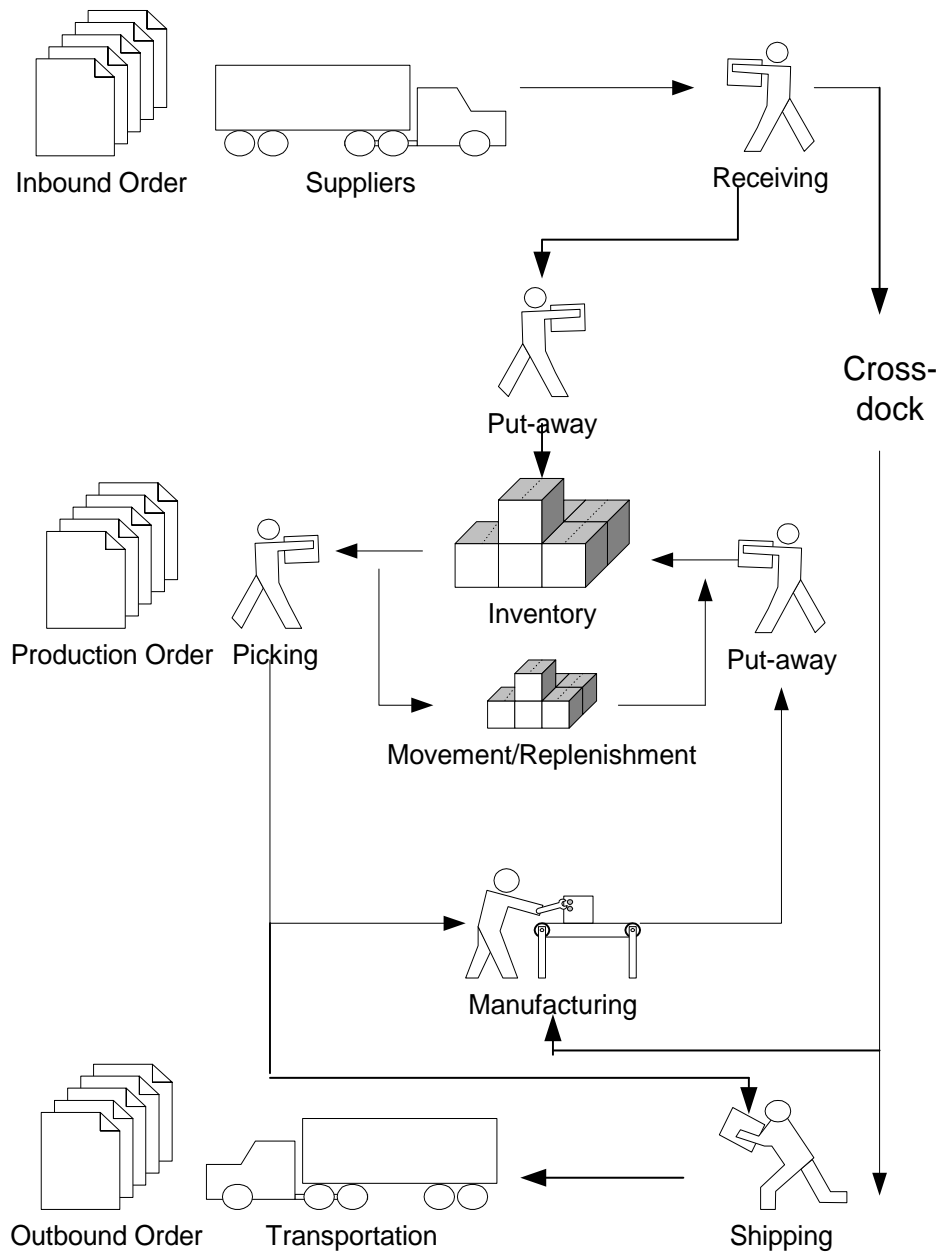 Inbound Order
Suppliers
Receiving
Put-away
Cross-
dock
Inventory
Production Order
Picking
Put-away
Movement/Replenishment
Manufacturing
Outbound Order
Transportation
Shipping